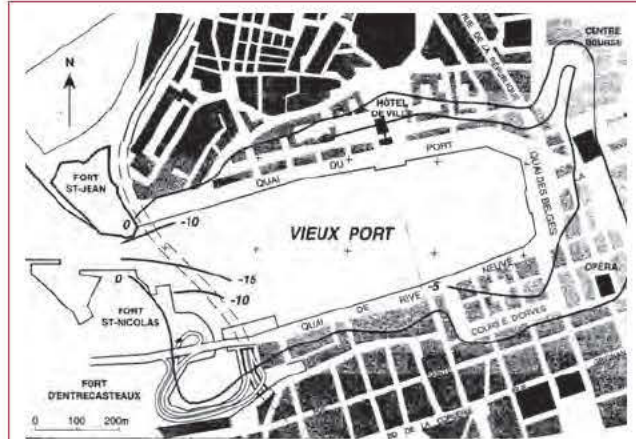 CENTRE
BOURSE
RUE DE LA RÉPUBLIQUE
N
HÔTEL
DE VILLE
FORT
ST-JEAN
QUAI DU PORT
QUAI DES BELGES
LA
0
-10
VIEUX PORT
-15
0
-10
-5
OPÉRA
FORT
ST-NICOLAS
QUAI DE RIVE NEUVE
COURS E. D'ORVES
FORT
D'ENTRECASTEAUX
0 100 200m